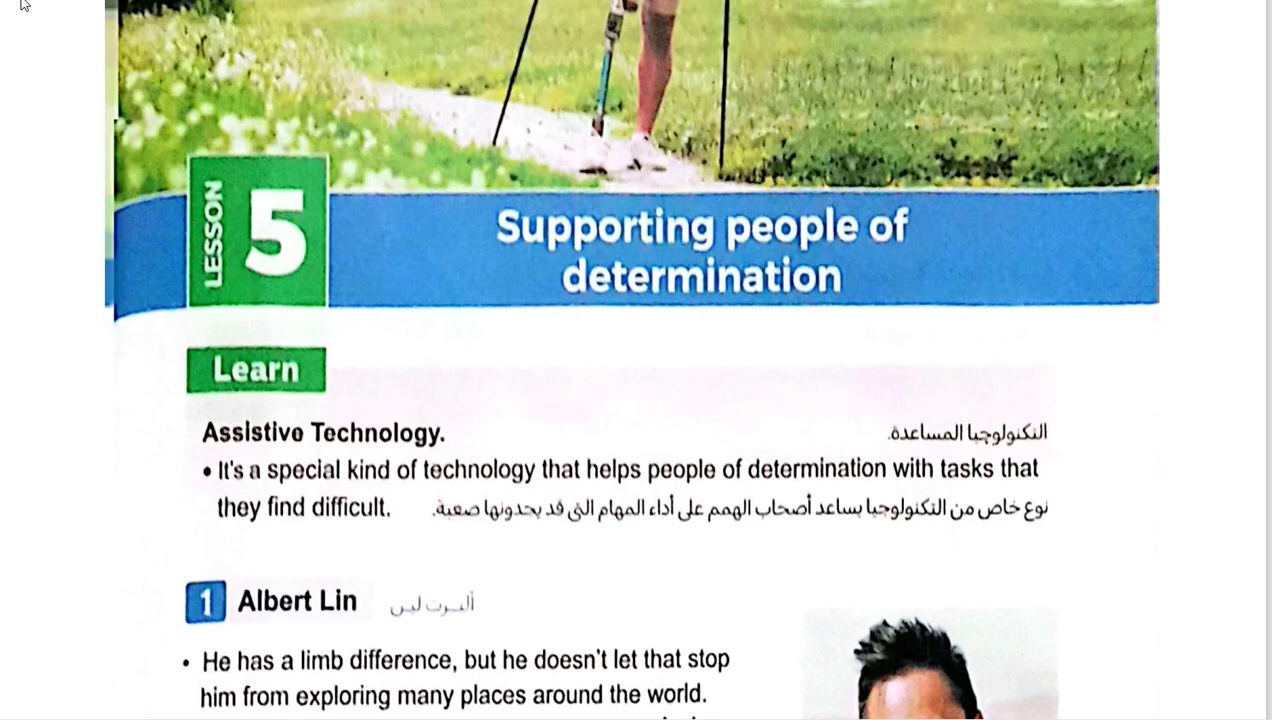 LESSON 5
Supporting people of
determination
Learn
Assistive Technology. التكنولوجيا المساعدة.
• It's a special kind of technology that helps people of determination with tasks that
they find difficult. نوع خاص من التكنولوجيا يساعد أصحاب الهمم على أداء المهام التى قد يجدونها صعبة.
1 Albert Lin ألبرت لين
• He has a limb difference, but he doesn't let that stop
him from exploring many places around the world.